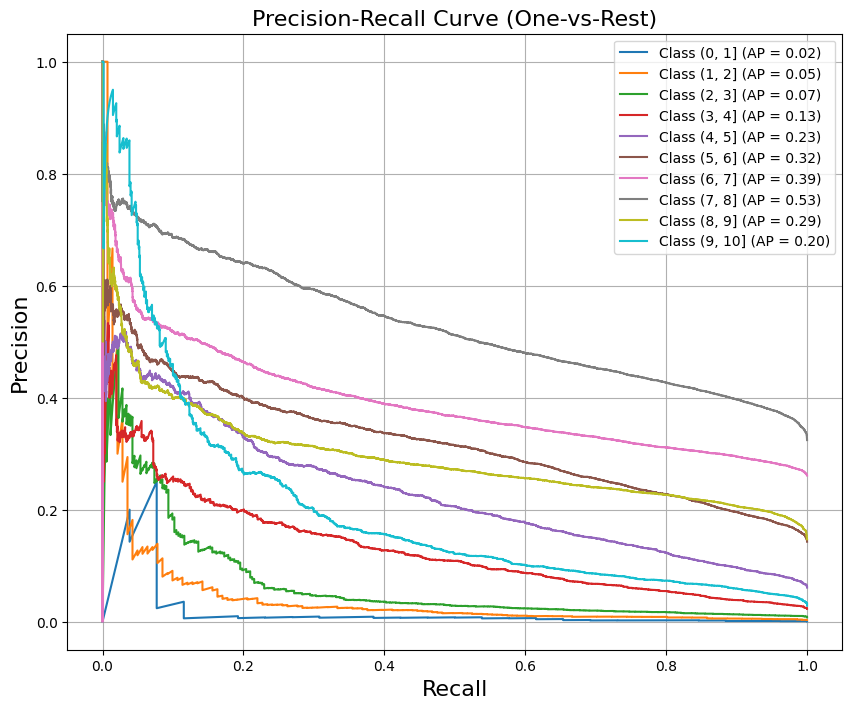 Precision-Recall Curve (One-vs-Rest)
Class (0, 1] (AP = 0.02)
Class (1, 2] (AP = 0.05)
Class (2, 3] (AP = 0.07)
Class (3, 4] (AP = 0.13)
Class (4, 5] (AP = 0.23)
Class (5, 6] (AP = 0.32)
Class (6, 7] (AP = 0.39)
Class (7, 8] (AP = 0.53)
Class (8, 9] (AP = 0.29)
Class (9, 10] (AP = 0.20)
Precision
1.0
0.8
0.6
0.4
0.2
0.0
0.0 0.2 0.4 0.6 0.8 1.0
Recall